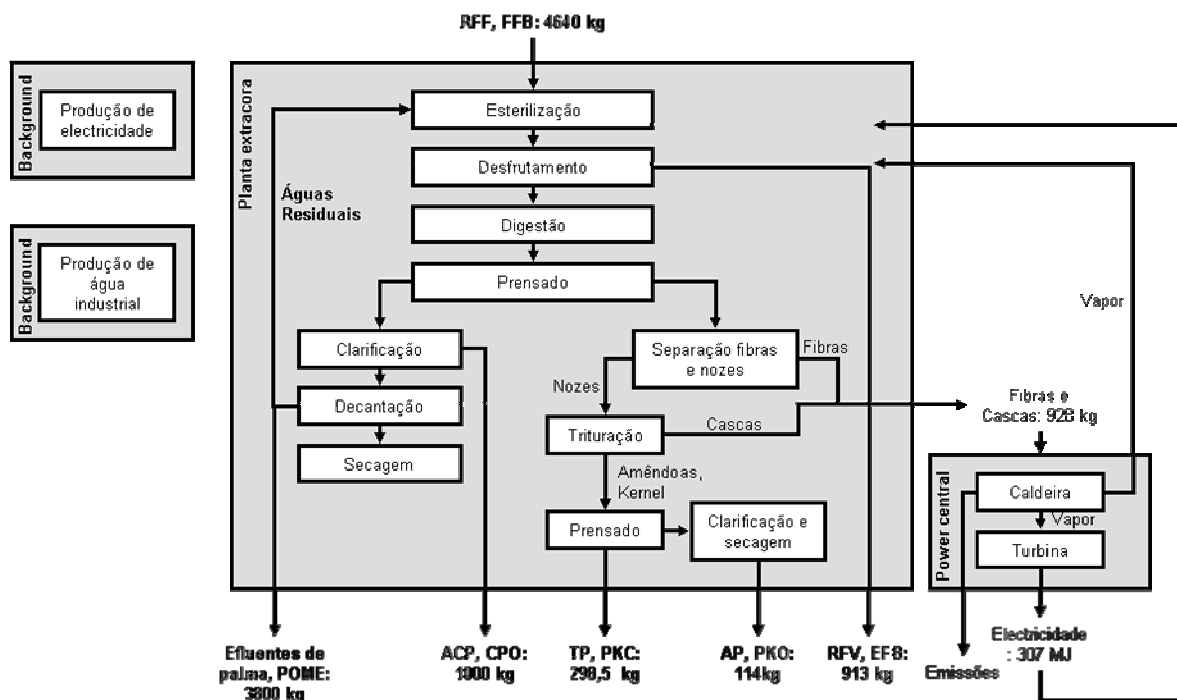 RFF, FFB: 4640 kg
Background
Produção de
electricidade
Background
Produção de
água
industrial
Planta extracora
Esterilização
Desfrutamento
Águas
Residuais
Digestão
Prensado
Clarificação
Decantação
Secagem
Separação fibras
e nozes
Fibras
Nozes
Trituração
Cascas
Amêndoas,
Kernel
Prensado
Clarificação e
secagem
Vapor
Fibras e
Cascas: 928 kg
Power central
Caldeira
Vapor
Turbina
Efluentes de
palma, POME:
3800 kg
ACP, CPO:
1000 kg
TP, PKC:
298,5 kg
AP, PKO:
114kg
RFV, EFB:
913 kg
Emissões
Electricidade
: 307 MJ